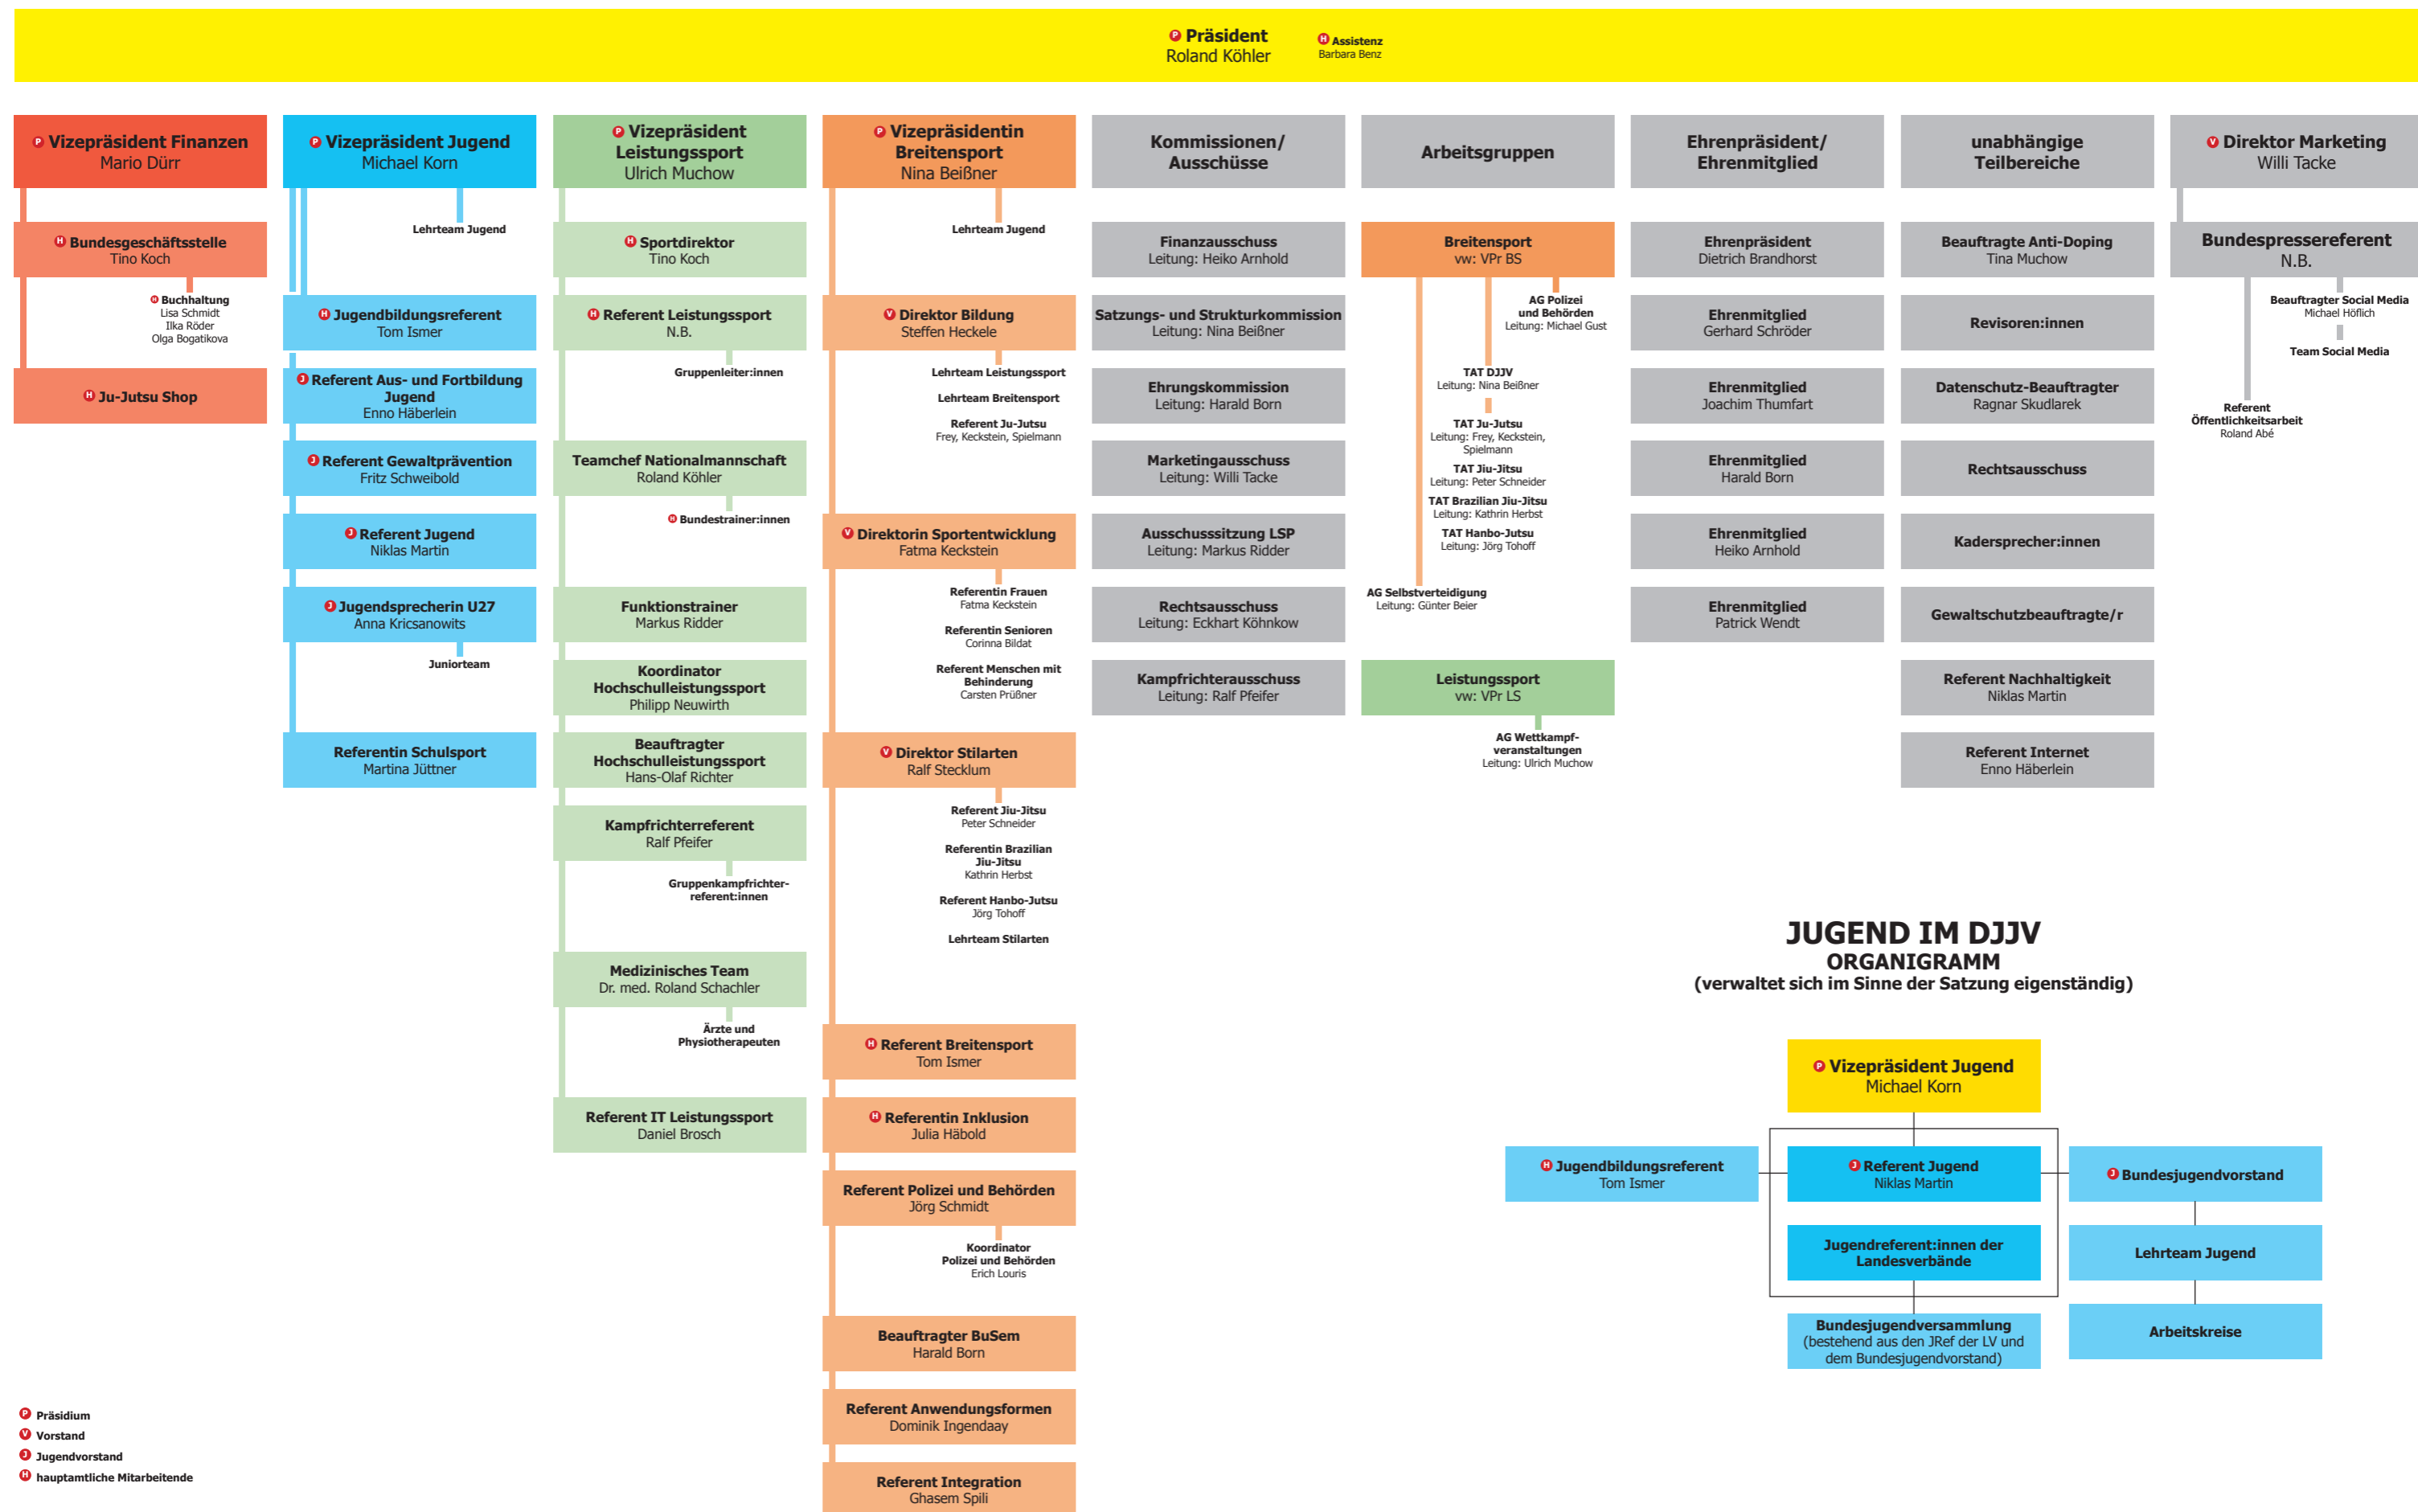 P Präsident
Roland Köhler
H Assistenz
Barbara Benz
P Vizepräsident Finanzen
Mario Dürr
H Bundesgeschäftsstelle
Tino Koch
H Buchhaltung
Lisa Schmidt
Ilka Röder
Olga Bogatikova
H Ju-Jutsu Shop
P Vizepräsident Jugend
Michael Korn
Lehrteam Jugend
H Jugendbildungsreferent
Tom Ismer
J Referent Aus- und Fortbildung
Jugend
Enno Häberlein
J Referent Gewaltprävention
Fritz Schweibold
J Referent Jugend
Niklas Martin
J Jugendsprecherin U27
Anna Kricsanowits
Juniorteam
Referentin Schulsport
Martina Jüttner
P Vizepräsident
Leistungssport
Ulrich Muchow
H Sportdirektor
Tino Koch
H Referent Leistungssport
N.B.
Gruppenleiter:innen
Teamchef Nationalmannschaft
Roland Köhler
H Bundestrainer:innen
Funktionstrainer
Markus Ridder
Koordinator
Hochschulleistungssport
Philipp Neuwirth
Beauftragter
Hochschulleistungssport
Hans-Olaf Richter
Kampfrichterreferent
Ralf Pfeifer
Gruppenkampfrichter-
referent:innen
Medizinisches Team
Dr. med. Roland Schachler
Ärzte und
Physiotherapeuten
Referent IT Leistungssport
Daniel Brosch
P Vizepräsidentin
Breitensport
Nina Beißner
Lehrteam Jugend
V Direktor Bildung
Steffen Heckele
Lehrteam Leistungssport
Lehrteam Breitensport
Referent Ju-Jutsu
Frey, Keckstein, Spielmann
V Direktorin Sportentwicklung
Fatma Keckstein
Referentin Frauen
Fatma Keckstein
Referentin Senioren
Corinna Bildat
Referent Menschen mit
Behinderung
Carsten Prüßner
V Direktor Stilarten
Ralf Stecklum
Referent Jiu-Jitsu
Peter Schneider
Referentin Brazilian
Jiu-Jitsu
Kathrin Herbst
Referent Hanbo-Jutsu
Jörg Tohoff
Lehrteam Stilarten
H Referent Breitensport
Tom Ismer
H Referentin Inklusion
Julia Häbold
Referent Polizei und Behörden
Jörg Schmidt
Koordinator
Polizei und Behörden
Erich Louris
Beauftragter BuSem
Harald Born
Referent Anwendungsformen
Dominik Ingendaay
Referent Integration
Ghasem Spili
Kommissionen/
Ausschüsse
Finanzausschuss
Leitung: Heiko Arnhold
Satzungs- und Strukturkommission
Leitung: Nina Beißner
Ehrungskommission
Leitung: Harald Born
Marketingausschuss
Leitung: Willi Tacke
Ausschusssitzung LSP
Leitung: Markus Ridder
Rechtsausschuss
Leitung: Eckhart Köhnkow
Kampfrichterausschuss
Leitung: Ralf Pfeifer
Arbeitsgruppen
Breitensport
vw: VPr BS
AG Polizei
und Behörden
Leitung: Michael Gust
TAT DJJV
Leitung: Nina Beißner
TAT Ju-Jutsu
Leitung: Frey, Keckstein,
Spielmann
TAT Jiu-Jitsu
Leitung: Peter Schneider
TAT Brazilian Jiu-Jitsu
Leitung: Kathrin Herbst
TAT Hanbo-Jutsu
Leitung: Jörg Tohoff
AG Selbstverteidigung
Leitung: Günter Beier
Leistungssport
vw: VPr LS
AG Wettkampf-
veranstaltungen
Leitung: Ulrich Muchow
Ehrenpräsident/
Ehrenmitglied
Ehrenpräsident
Dietrich Brandhorst
Ehrenmitglied
Gerhard Schröder
Ehrenmitglied
Joachim Thumfart
Ehrenmitglied
Harald Born
Ehrenmitglied
Heiko Arnhold
Ehrenmitglied
Patrick Wendt
unabhängige
Teilbereiche
Beauftragte Anti-Doping
Tina Muchow
Revisoren:innen
Datenschutz-Beauftragter
Ragnar Skudlarek
Rechtsausschuss
Kadersprecher:innen
Gewaltschutzbeauftragte/r
Referent Nachhaltigkeit
Niklas Martin
Referent Internet
Enno Häberlein
V Direktor Marketing
Willi Tacke
Bundespressereferent
N.B.
Beauftragter Social Media
Michael Höflich
Team Social Media
Referent
Öffentlichkeitsarbeit
Roland Abé
JUGEND IM DJJV
ORGANIGRAMM
(verwaltet sich im Sinne der Satzung eigenständig)
P Vizepräsident Jugend
Michael Korn
H Jugendbildungsreferent
Tom Ismer
J Referent Jugend
Niklas Martin
J Bundesjugendvorstand
Jugendreferent:innen der
Landesverbände
Lehrteam Jugend
Bundesjugendversammlung
(bestehend aus den JRef der LV und
dem Bundesjugendvorstand)
Arbeitskreise
P Präsidium
V Vorstand
J Jugendvorstand
H hauptamtliche Mitarbeitende